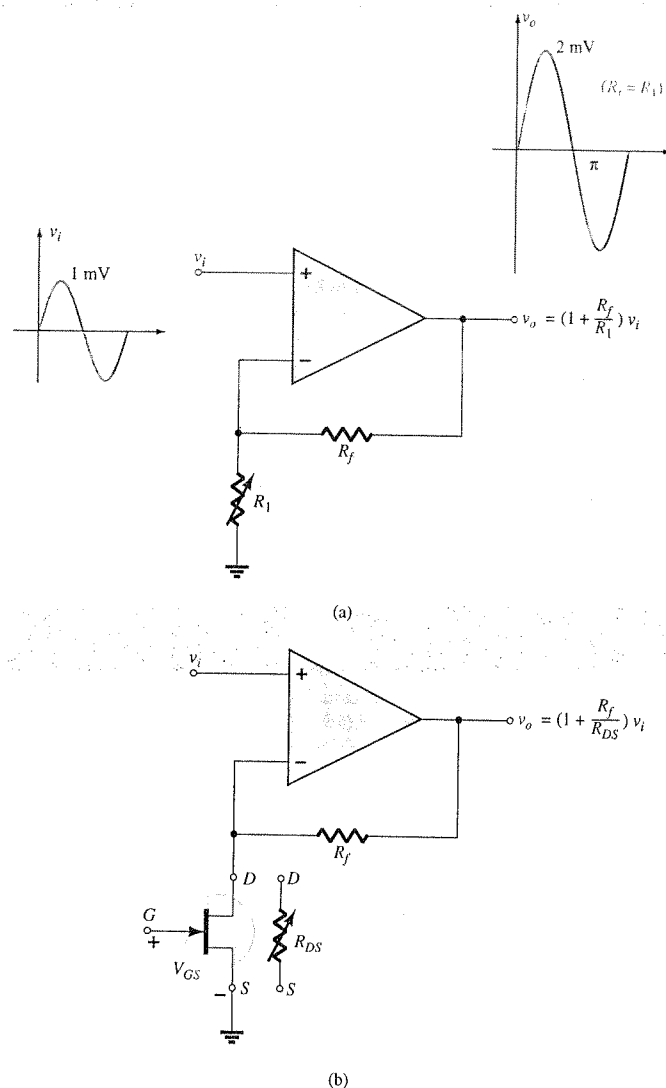 v_o
2 mV
(R_f = R_1)
π
v_i
1 mV
v_i
+
−
v_o = (1 + R_f/R_1) v_i
R_f
R_1
(a)
v_i
+
−
v_o = (1 + R_f/R_DS) v_i
R_f
D D
G
+
R_DS
V_GS
− S S
(b)